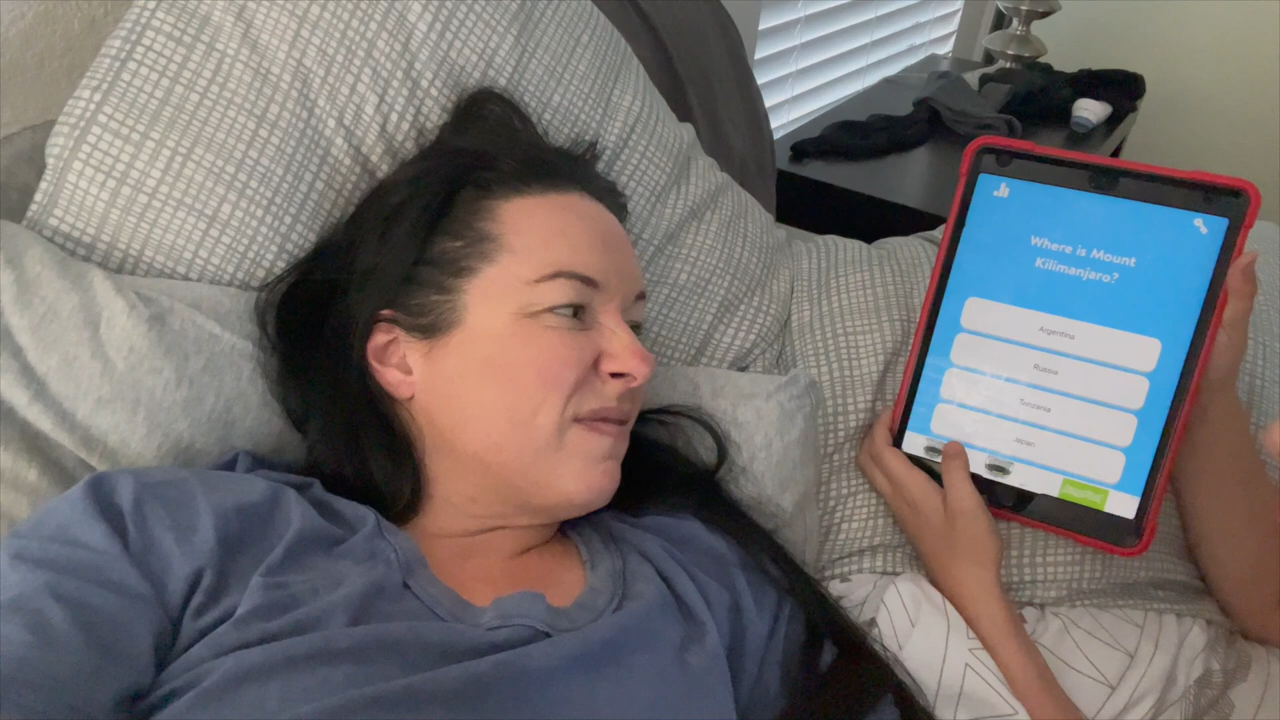 Where is Mount
Kilimanjaro?
Argentina
Russia
Tanzania
Japan